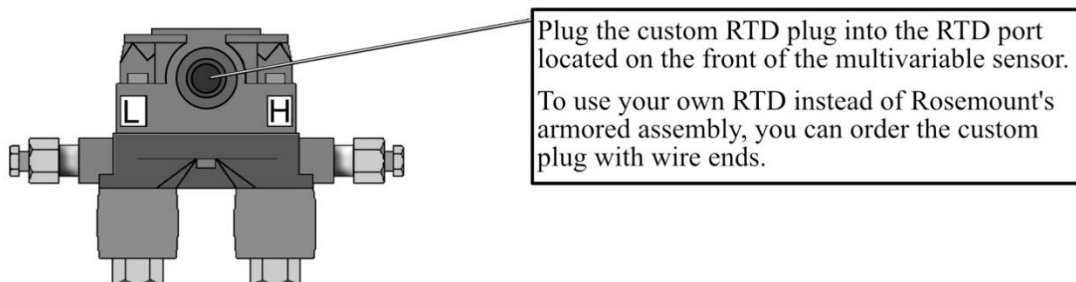 L
H
Plug the custom RTD plug into the RTD port
located on the front of the multivariable sensor.
To use your own RTD instead of Rosemount's
armored assembly, you can order the custom
plug with wire ends.